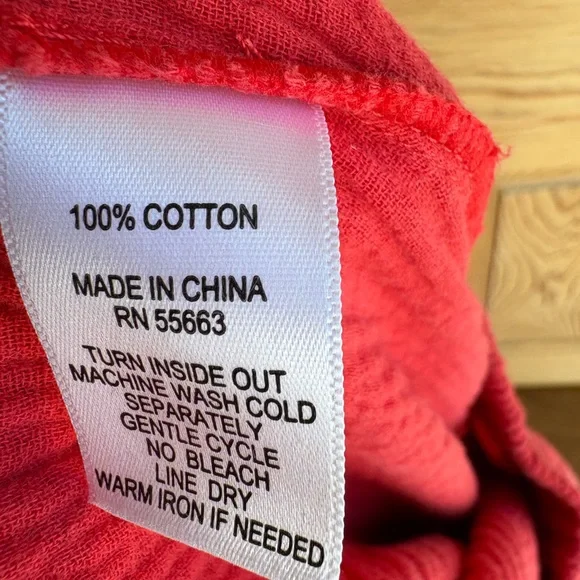 100% COTTON
MADE IN CHINA
RN 55663
TURN INSIDE OUT
MACHINE WASH COLD
SEPARATELY
GENTLE CYCLE
NO BLEACH
LINE DRY
WARM IRON IF NEEDED